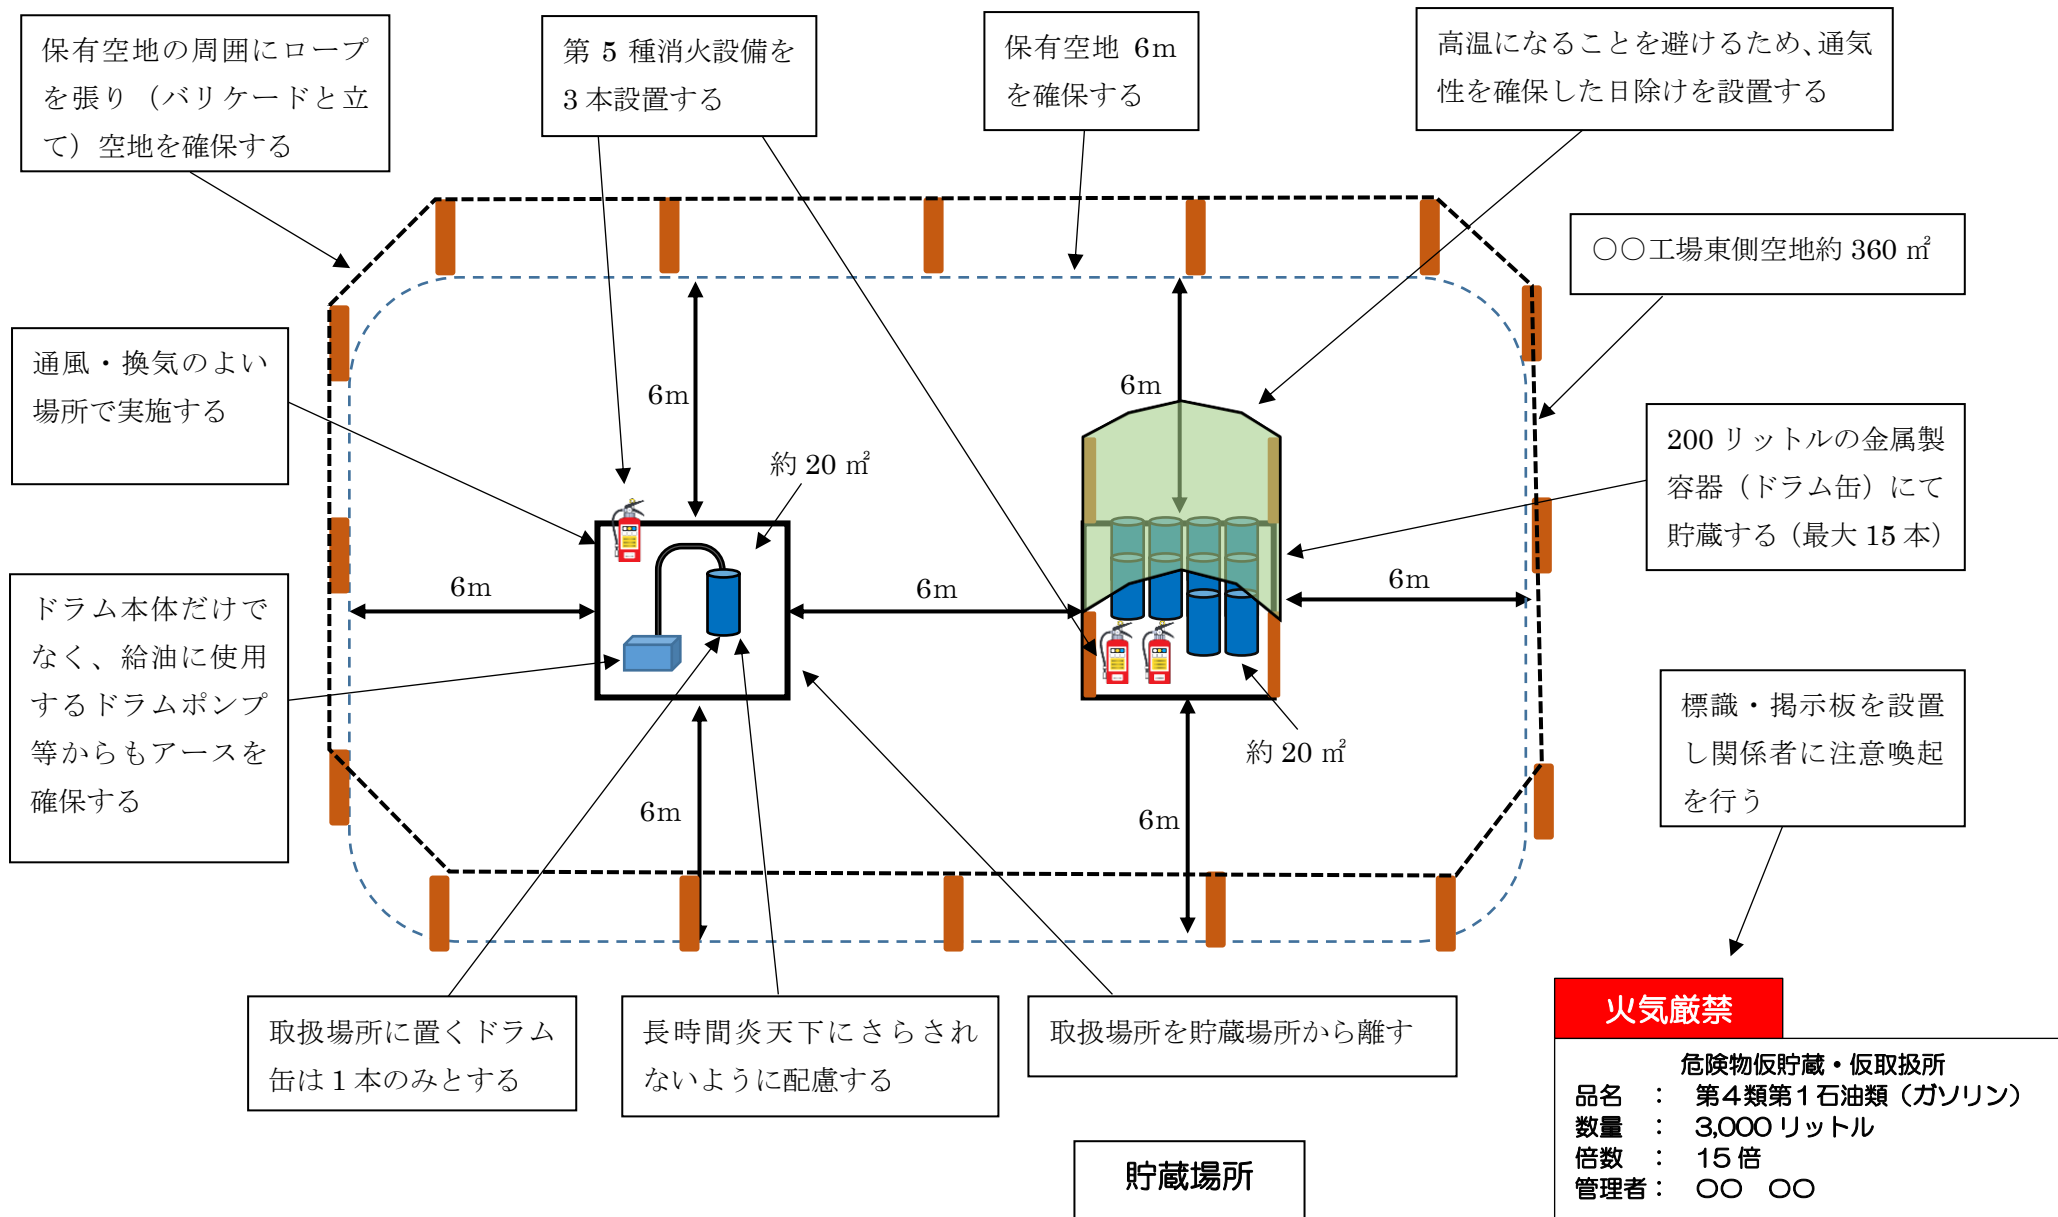 保有空地の周囲にロープ
を張り（バリケードと立
て）空地を確保する
第 5 種消火設備を
3 本設置する
保有空地 6m
を確保する
高温になることを避けるため、通気
性を確保した日除けを設置する
〇〇工場東側空地約 360 ㎡
通風・換気のよい
場所で実施する
6m
6m
約 20 ㎡
200 リットルの金属製
容器（ドラム缶）にて
貯蔵する（最大 15 本）
ドラム本体だけで
なく、給油に使用
するドラムポンプ
等からもアースを
確保する
6m
6m
6m
約 20 ㎡
6m
6m
標識・掲示板を設置
し関係者に注意喚起
を行う
取扱場所に置くドラム
缶は 1 本のみとする
長時間炎天下にさらされ
ないように配慮する
取扱場所を貯蔵場所から離す
火気厳禁
危険物仮貯蔵・仮取扱所
品名 ： 第４類第１石油類（ガソリン）
数量 ： 3,000 リットル
倍数 ： 15 倍
管理者： 〇〇 〇〇
貯蔵場所